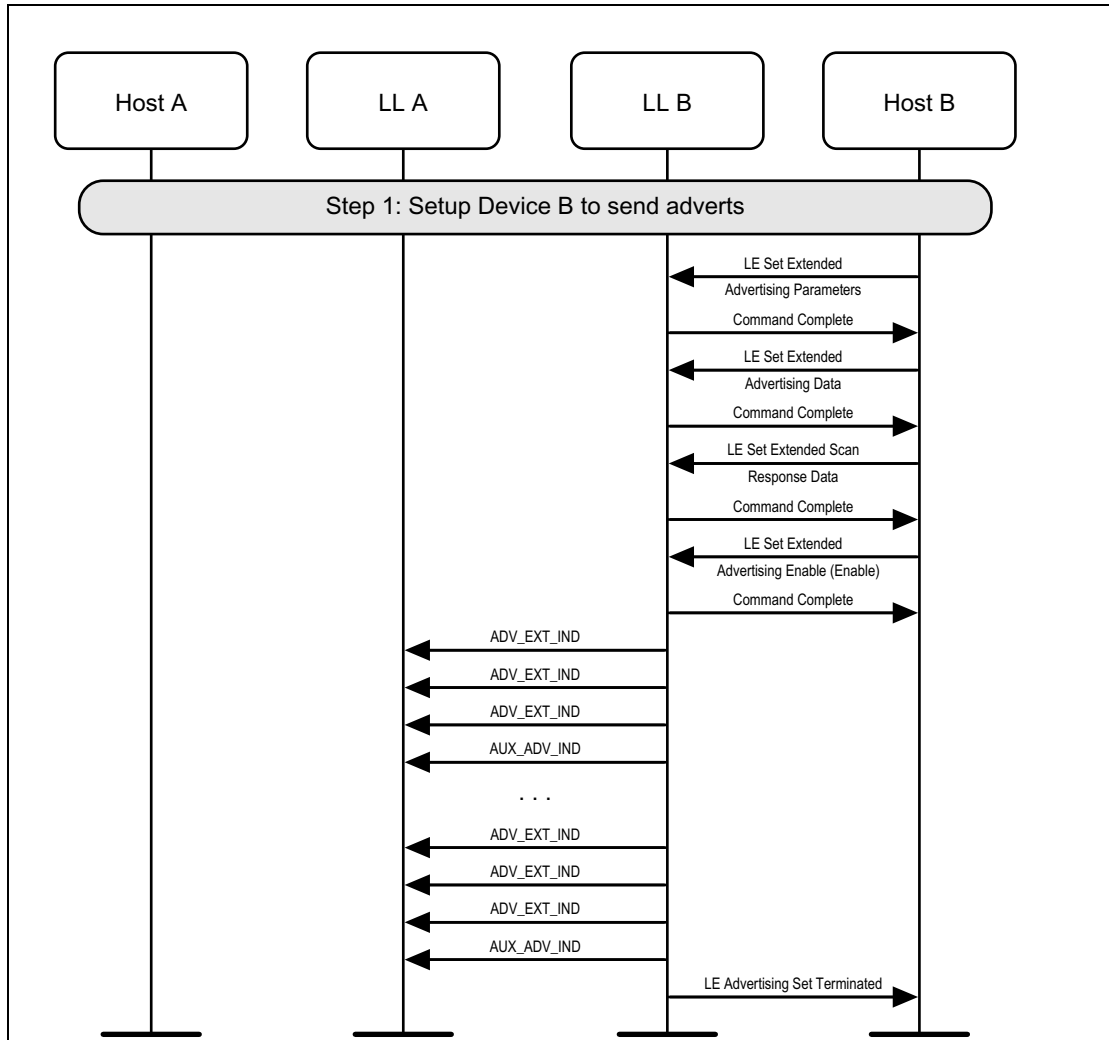 Host A
LL A
LL B
Host B
Step 1: Setup Device B to send adverts
LE Set Extended
Advertising Parameters
Command Complete
LE Set Extended
Advertising Data
Command Complete
LE Set Extended Scan
Response Data
Command Complete
LE Set Extended
Advertising Enable (Enable)
Command Complete
ADV_EXT_IND
ADV_EXT_IND
ADV_EXT_IND
AUX_ADV_IND
. . .
ADV_EXT_IND
ADV_EXT_IND
ADV_EXT_IND
AUX_ADV_IND
LE Advertising Set Terminated